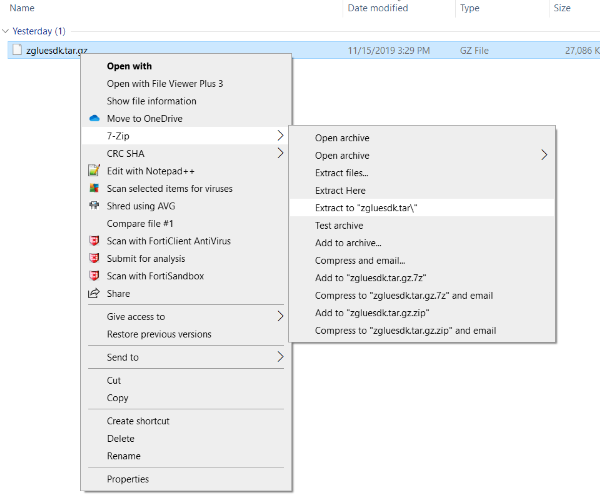 Name Date modified Type Size
Yesterday (1)
zgluesdk.tar.gz 11/15/2019 3:29 PM GZ File 27,086 K
Open with
Open with File Viewer Plus 3
Show file information
Move to OneDrive
7-Zip
CRC SHA
Edit with Notepad++
Scan selected items for viruses
Shred using AVG
Compare file #1
Scan with FortiClient AntiVirus
Submit for analysis
Scan with FortiSandbox
Share
Give access to
Restore previous versions
Send to
Cut
Copy
Create shortcut
Delete
Rename
Properties
Open archive
Open archive
Extract files...
Extract Here
Extract to "zgluesdk.tar\"
Test archive
Add to archive...
Compress and email...
Add to "zgluesdk.tar.gz.7z"
Compress to "zgluesdk.tar.gz.7z" and email
Add to "zgluesdk.tar.gz.zip"
Compress to "zgluesdk.tar.gz.zip" and email